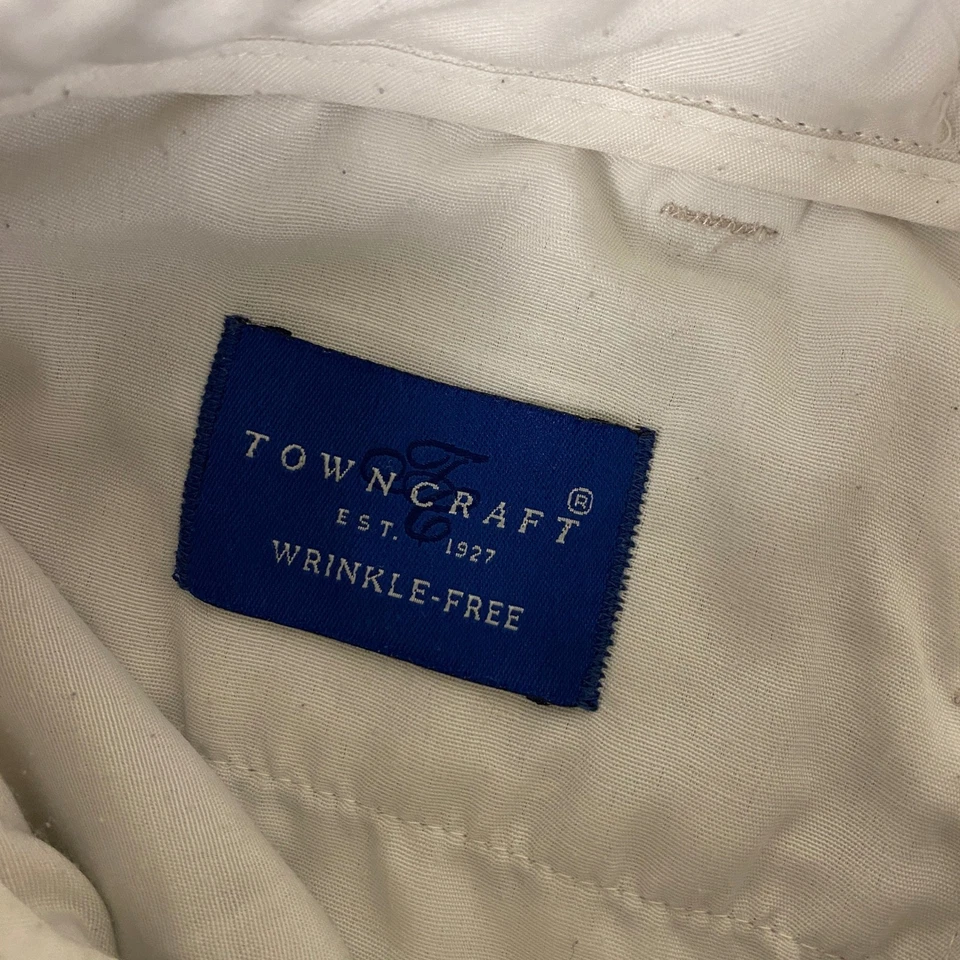 TOWNCRAFT®
EST. 1927
WRINKLE-FREE